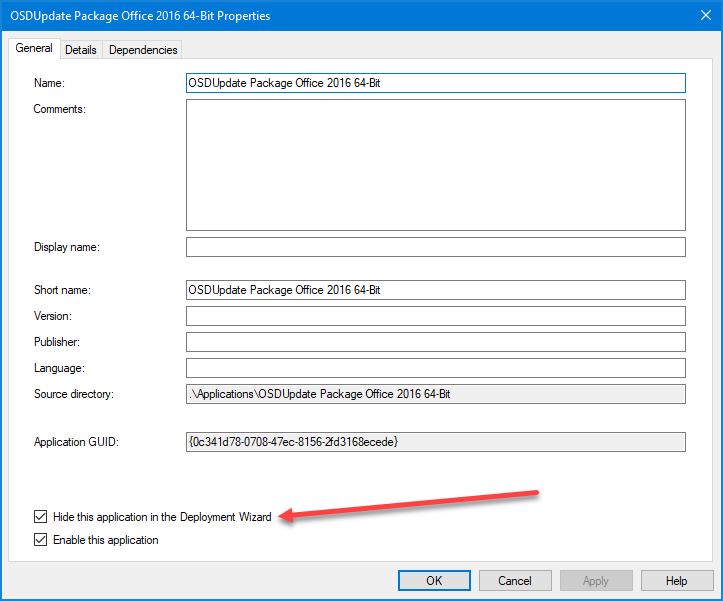 OSDUpdate Package Office 2016 64-Bit Properties
General Details Dependencies
Name: OSDUpdate Package Office 2016 64-Bit
Comments:
Display name:
Short name: OSDUpdate Package Office 2016 64-Bit
Version:
Publisher:
Language:
Source directory: .\Applications\OSDUpdate Package Office 2016 64-Bit
Application GUID: {0c341d78-0708-47ec-8156-2fd3168ecede}
Hide this application in the Deployment Wizard
Enable this application
OK Cancel Apply Help